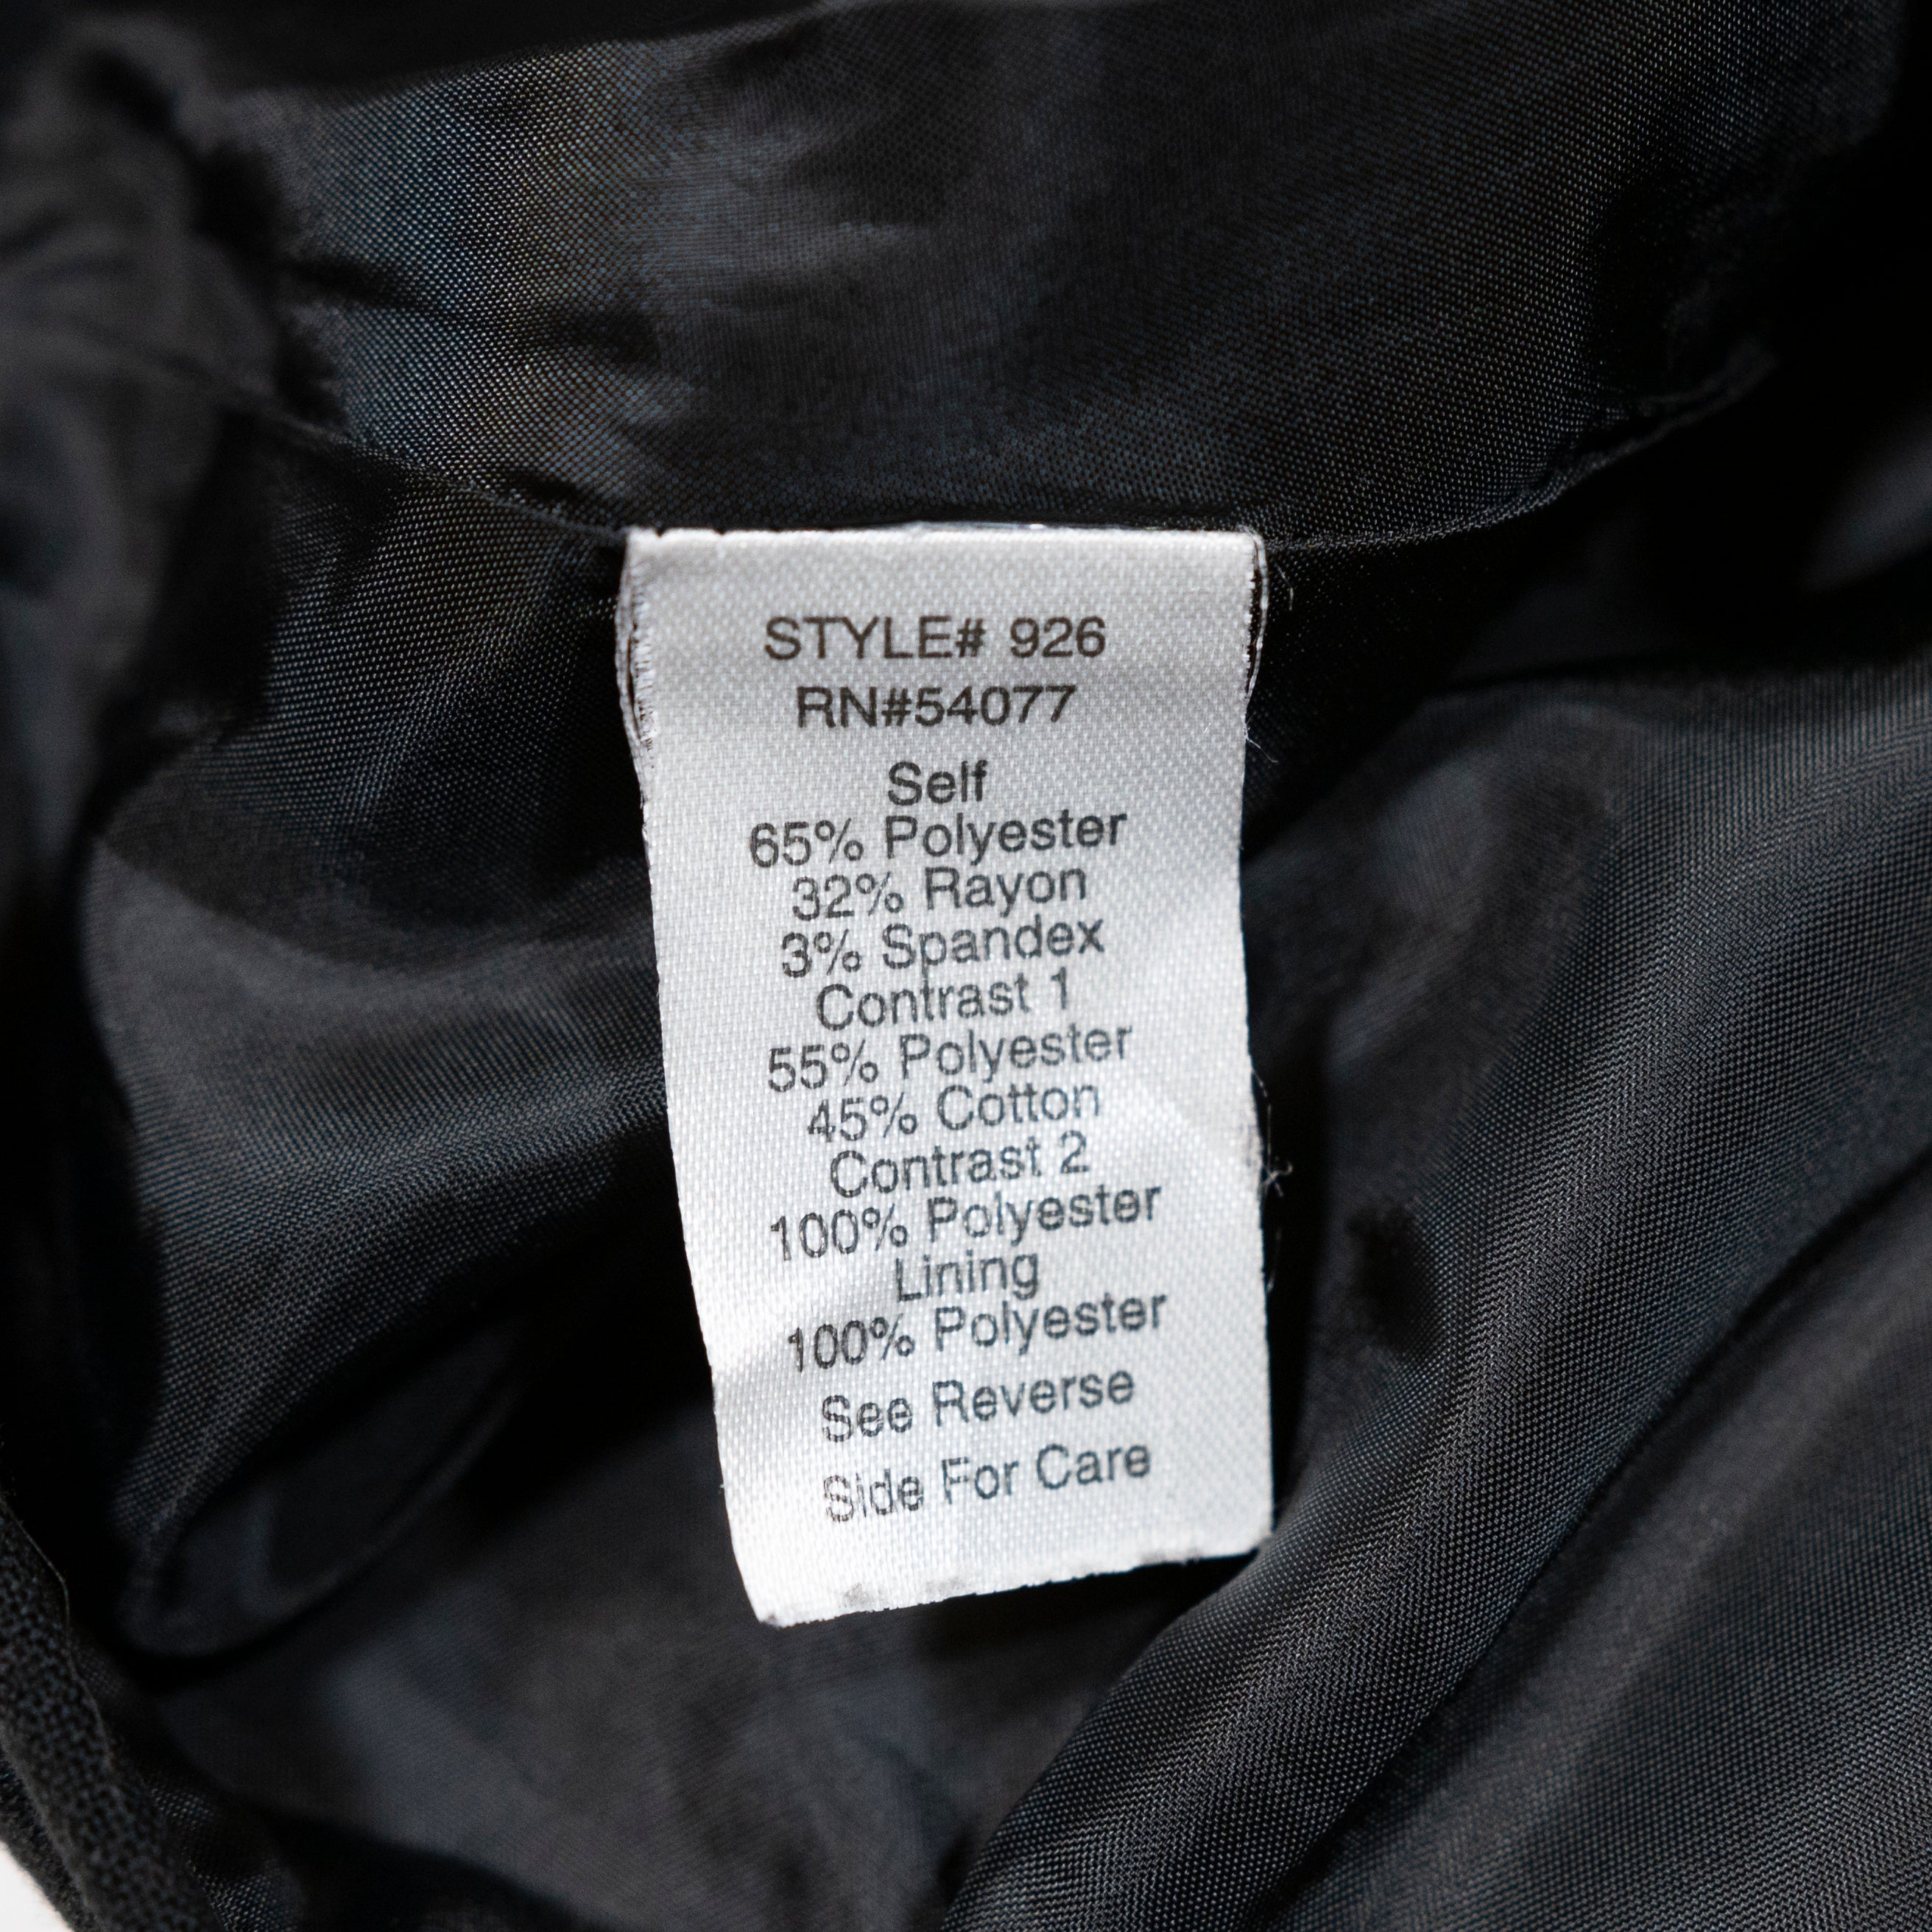 STYLE# 926
RN#54077
Self
65% Polyester
32% Rayon
3% Spandex
Contrast 1
55% Polyester
45% Cotton
Contrast 2
100% Polyester
Lining
100% Polyester
See Reverse
Side For Care